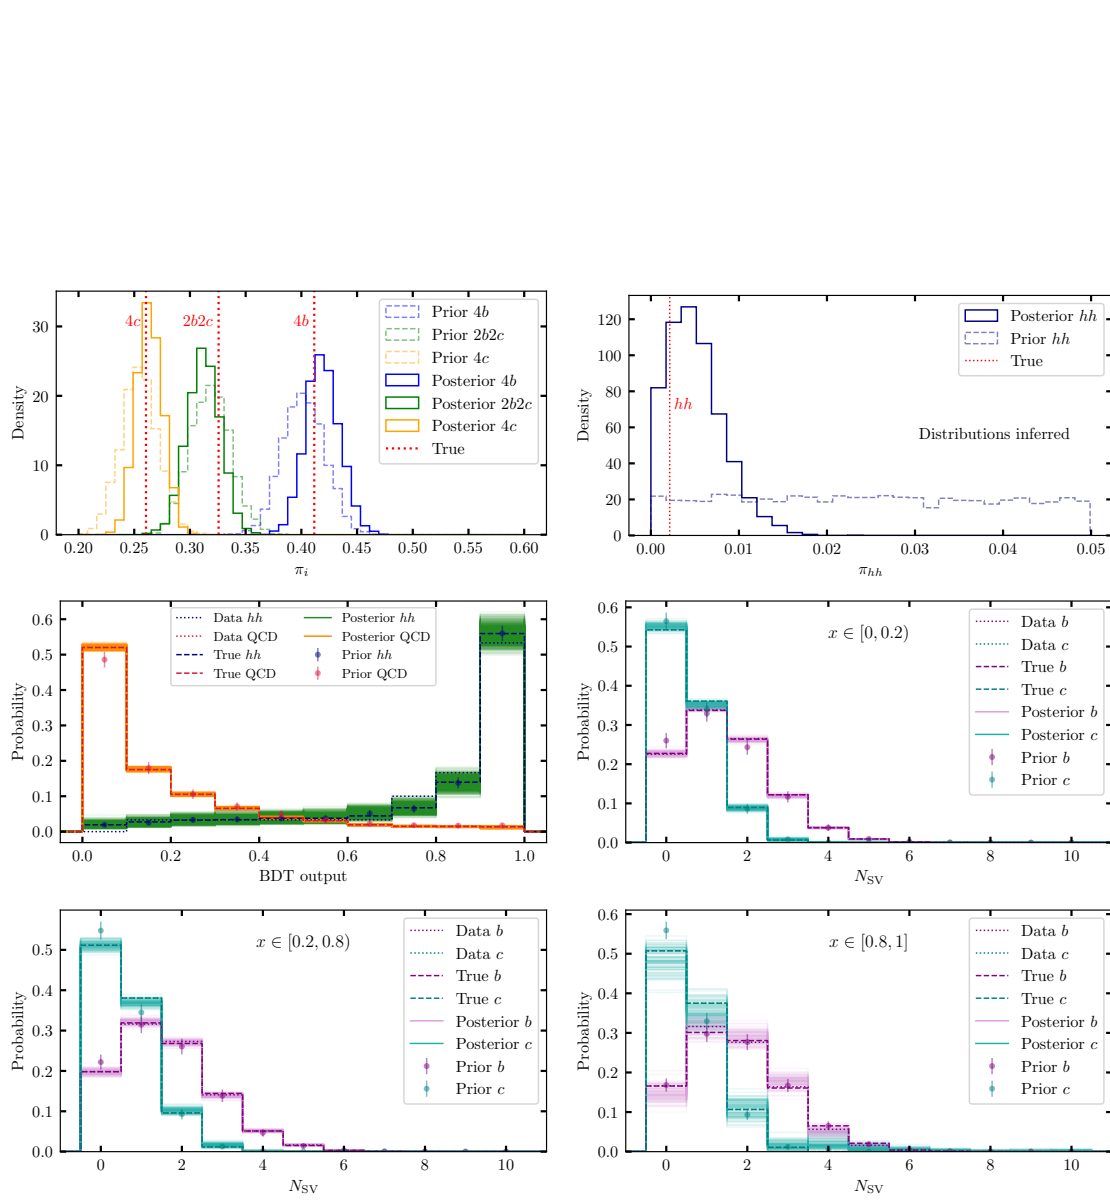 4c
2b2c
4b
Prior 4b
Prior 2b2c
Prior 4c
Posterior 4b
Posterior 2b2c
Posterior 4c
True
Density
0
10
20
30
0.20 0.25 0.30 0.35 0.40 0.45 0.50 0.55 0.60
π_i
Posterior hh
Prior hh
True
hh
Distributions inferred
Density
0
20
40
60
80
100
120
0.00 0.01 0.02 0.03 0.04 0.05
π_hh
Data hh
Data QCD
True hh
True QCD
Posterior hh
Posterior QCD
Prior hh
Prior QCD
Probability
0.0
0.1
0.2
0.3
0.4
0.5
0.6
0.0 0.2 0.4 0.6 0.8 1.0
BDT output
x ∈ [0, 0.2)
Data b
Data c
True b
True c
Posterior b
Posterior c
Prior b
Prior c
Probability
0.0
0.1
0.2
0.3
0.4
0.5
0.6
0 2 4 6 8 10
N_SV
x ∈ [0.2, 0.8)
Data b
Data c
True b
True c
Posterior b
Posterior c
Prior b
Prior c
Probability
0.0
0.1
0.2
0.3
0.4
0.5
0 2 4 6 8 10
N_SV
x ∈ [0.8, 1]
Data b
Data c
True b
True c
Posterior b
Posterior c
Prior b
Prior c
Probability
0.0
0.1
0.2
0.3
0.4
0.5
0.6
0 2 4 6 8 10
N_SV